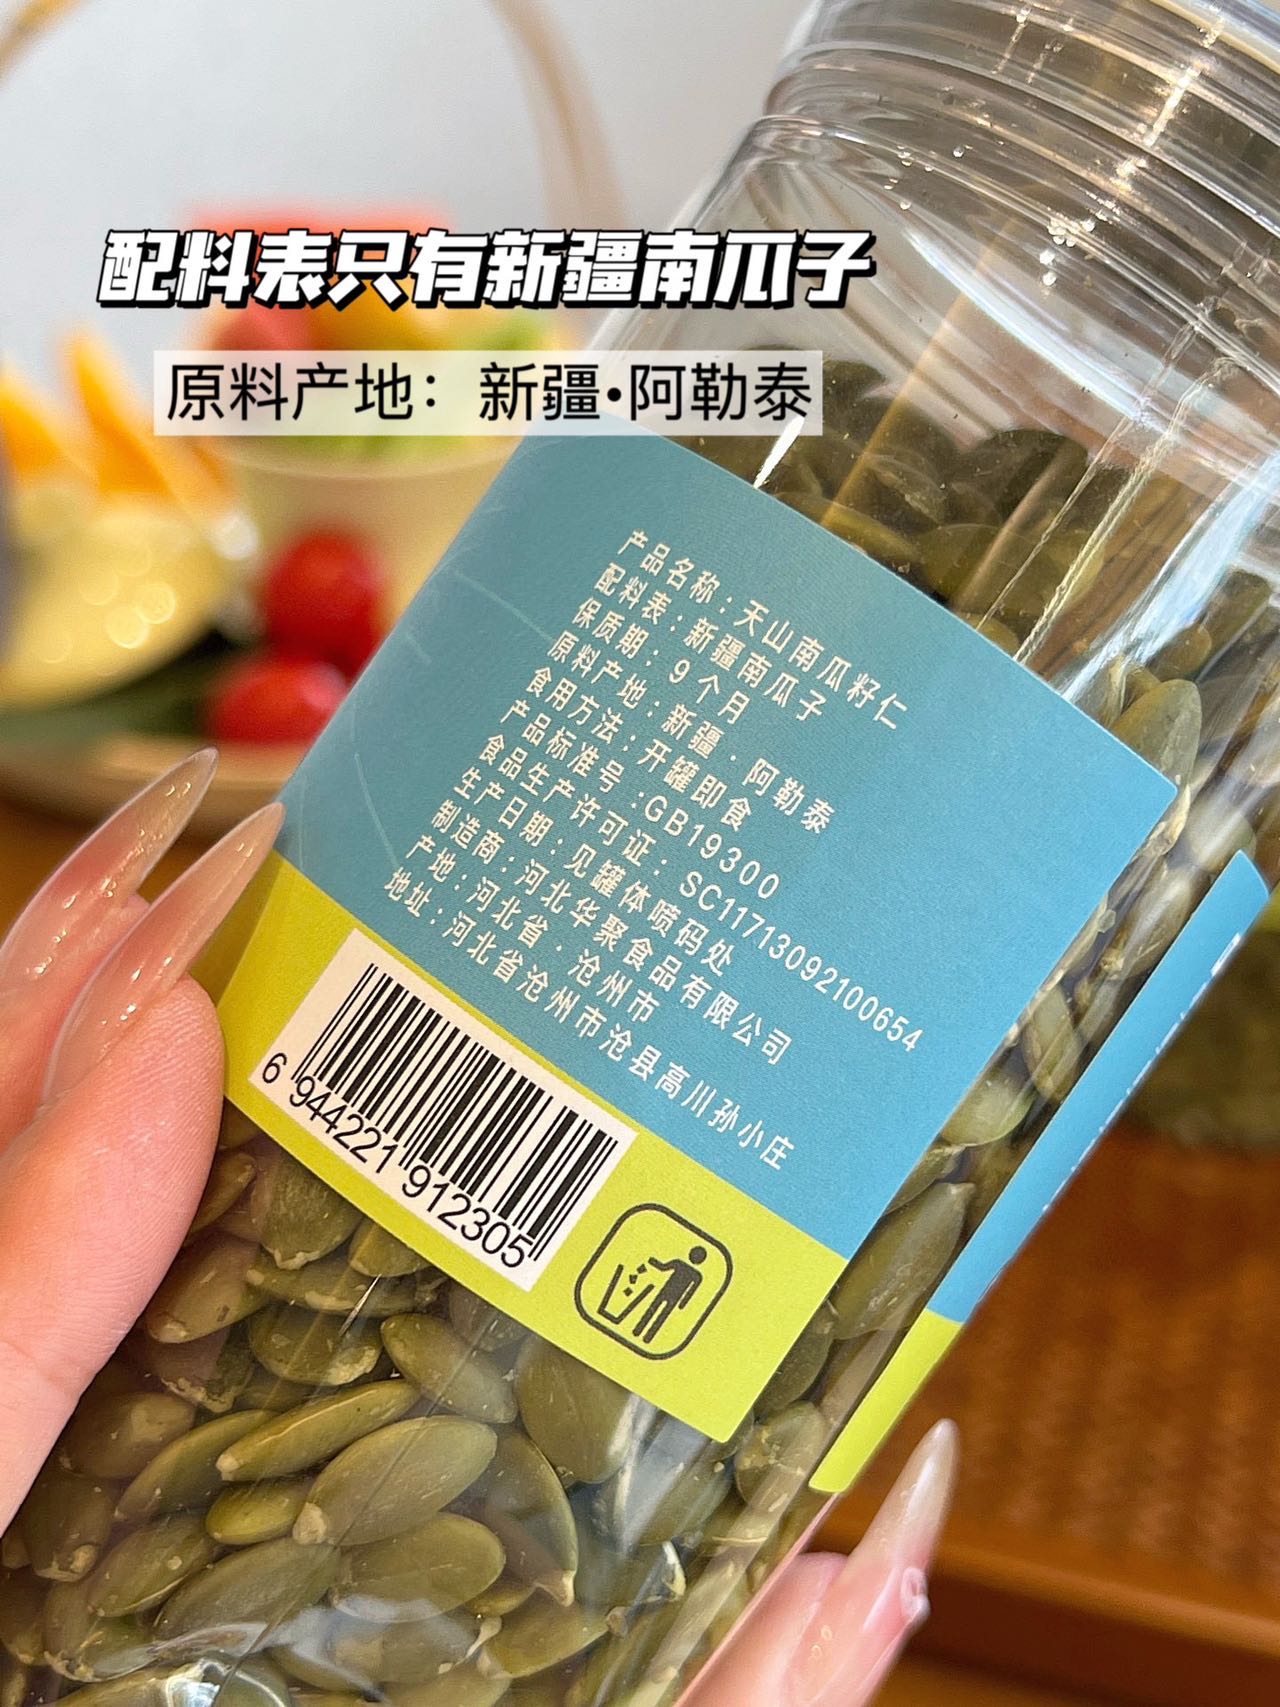 配料表只有新疆南瓜子
原料产地：新疆·阿勒泰
产品名称：天山南瓜籽仁
配料表：新疆南瓜子
保质期：9个月
原料产地：新疆·阿勒泰
食用方法：开罐即食
产品标准号：GB19300
食品生产许可证：SC11713092100654
生产日期：见罐体喷码处
制造商：河北华聚食品有限公司
产地：河北省·沧州市
地址：河北省沧州市沧县高川孙小庄
6 944221 912305